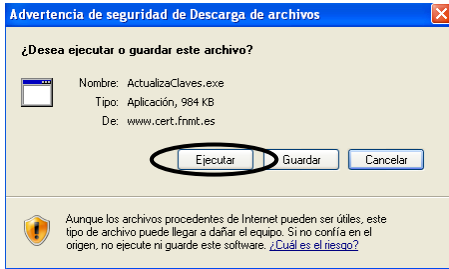 Advertencia de seguridad de Descarga de archivos
¿Desea ejecutar o guardar este archivo?
Nombre: ActualizaClaves.exe
Tipo: Aplicación, 984 KB
De: www.cert.fnmt.es
Ejecutar Guardar Cancelar
Aunque los archivos procedentes de Internet pueden ser útiles, este
tipo de archivo puede llegar a dañar el equipo. Si no confía en el
origen, no ejecute ni guarde este software. ¿Cuál es el riesgo?